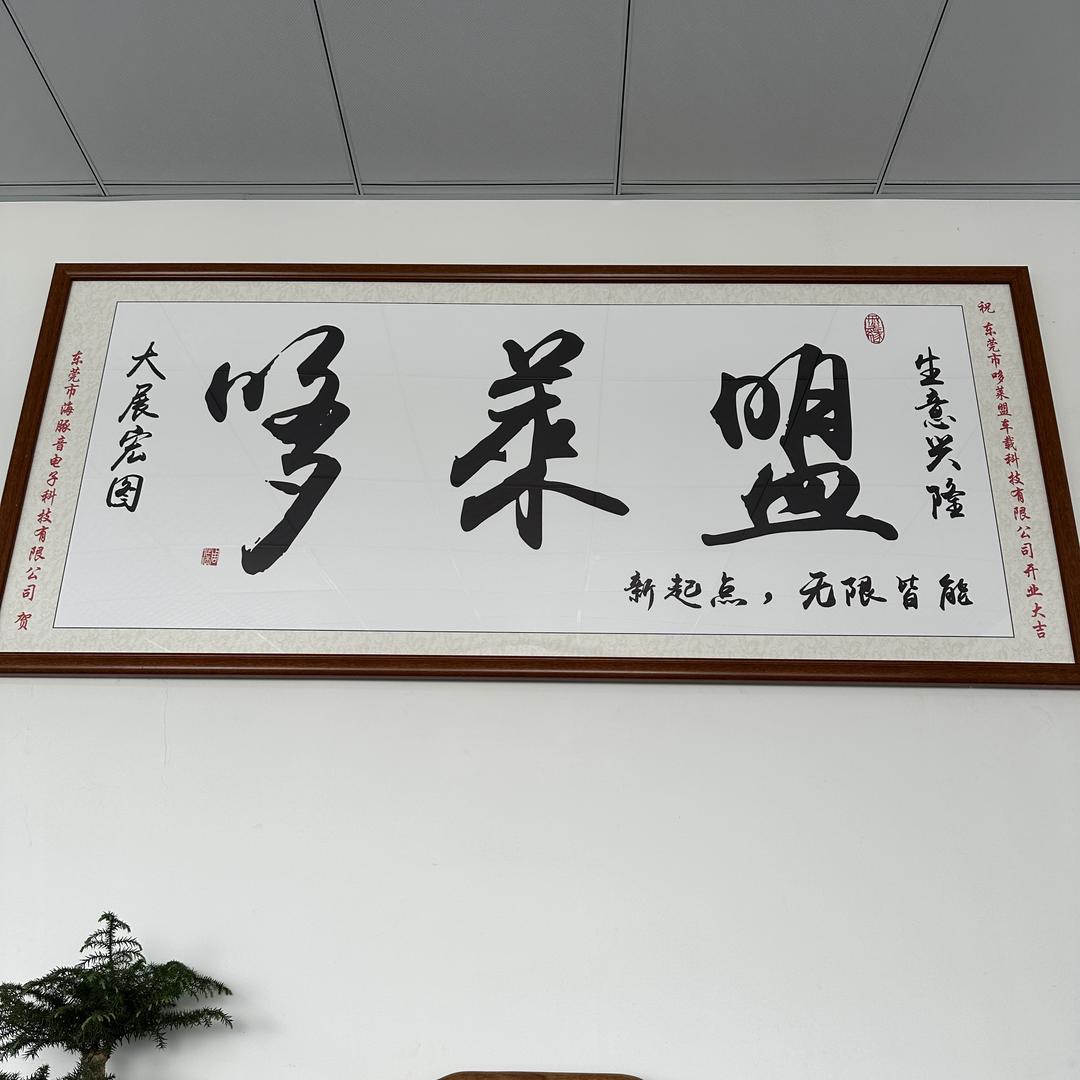 哆莱盟
大展宏图
生意兴隆
新起点，无限皆能
祝 东莞市哆莱盟车载科技有限公司开业大吉
东莞市海豚音电子科技有限公司 贺